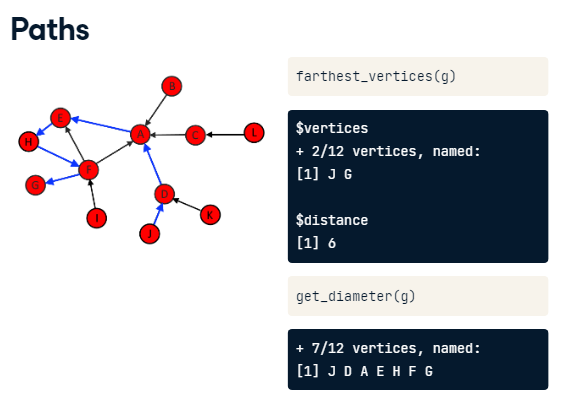 Paths
B
E
A
C
L
H
F
G
D
I
K
J
farthest_vertices(g)
$vertices
+ 2/12 vertices, named:
[1] J G
$distance
[1] 6
get_diameter(g)
+ 7/12 vertices, named:
[1] J D A E H F G